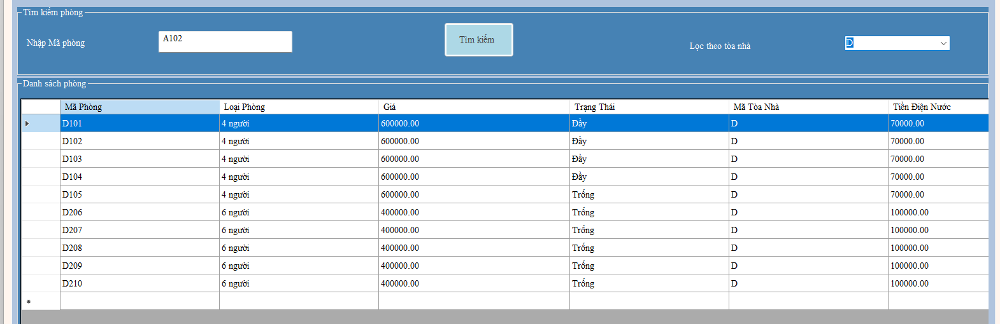 Tìm kiếm phòng
Nhập Mã phòng A102 Tìm kiếm Lọc theo tòa nhà D
Danh sách phòng
Mã Phòng Loại Phòng Giá Trạng Thái Mã Tòa Nhà Tiền Điện Nước
D101 4 người 600000.00 Đầy D 70000.00
D102 4 người 600000.00 Đầy D 70000.00
D103 4 người 600000.00 Đầy D 70000.00
D104 4 người 600000.00 Đầy D 70000.00
D105 4 người 600000.00 Trống D 70000.00
D206 6 người 400000.00 Trống D 100000.00
D207 6 người 400000.00 Trống D 100000.00
D208 6 người 400000.00 Trống D 100000.00
D209 6 người 400000.00 Trống D 100000.00
D210 6 người 400000.00 Trống D 100000.00